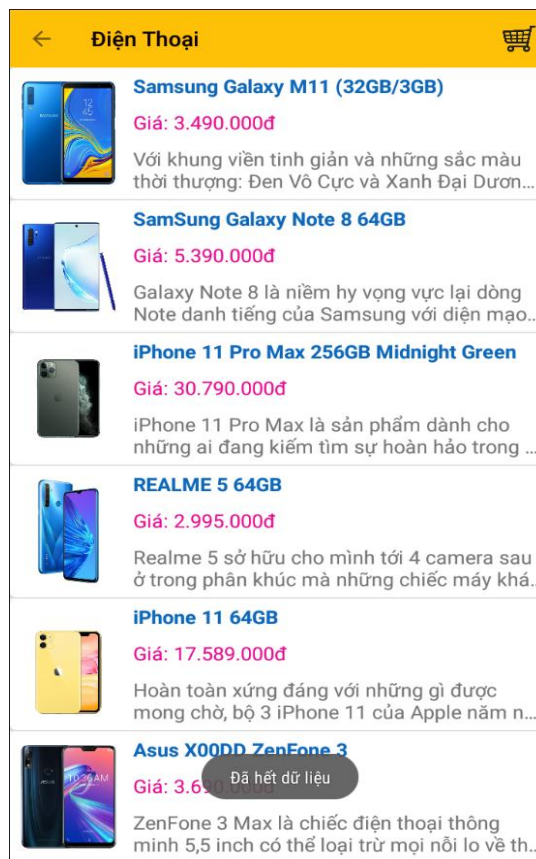 Điện Thoại
Samsung Galaxy M11 (32GB/3GB)
Giá: 3.490.000đ
Với khung viền tinh giản và những sắc màu
thời thượng: Đen Vô Cực và Xanh Đại Dươn...
SamSung Galaxy Note 8 64GB
Giá: 5.390.000đ
Galaxy Note 8 là niềm hy vọng vực lại dòng
Note danh tiếng của Samsung với diện mạo..
iPhone 11 Pro Max 256GB Midnight Green
Giá: 30.790.000đ
iPhone 11 Pro Max là sản phẩm dành cho
những ai đang kiếm tìm sự hoàn hảo trong ...
REALME 5 64GB
Giá: 2.995.000đ
Realme 5 sở hữu cho mình tới 4 camera sau
ở trong phân khúc mà những chiếc máy khá..
iPhone 11 64GB
Giá: 17.589.000đ
Hoàn toàn xứng đáng với những gì được
mong chờ, bộ 3 iPhone 11 của Apple năm n...
Asus X00DD ZenFone 3
Giá: 3.690.000đ
Đã hết dữ liệu
ZenFone 3 Max là chiếc điện thoại thông
minh 5,5 inch có thể loại trừ mọi nỗi lo về th..